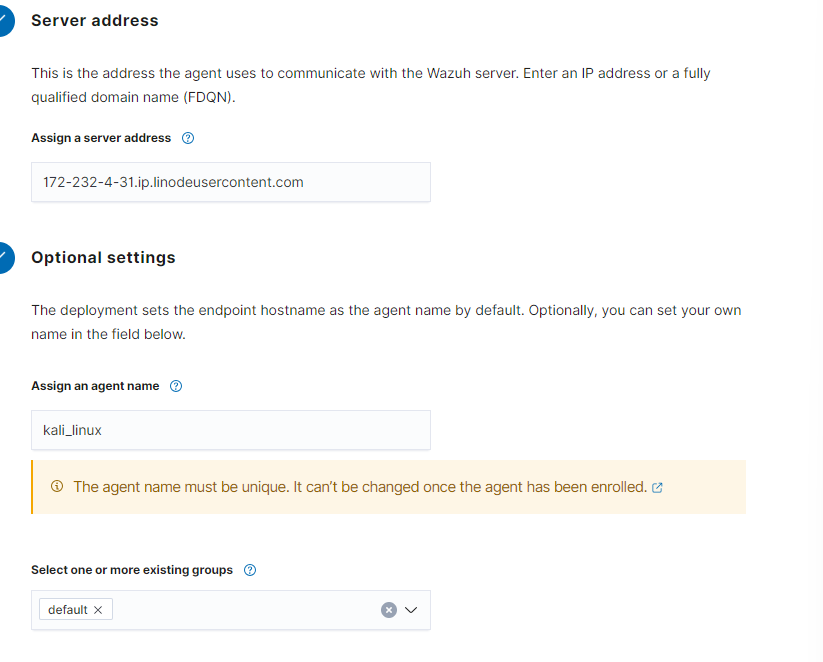 Server address
This is the address the agent uses to communicate with the Wazuh server. Enter an IP address or a fully
qualified domain name (FDQN).
Assign a server address
172-232-4-31.ip.linodeusercontent.com
Optional settings
The deployment sets the endpoint hostname as the agent name by default. Optionally, you can set your own
name in the field below.
Assign an agent name
kali_linux
The agent name must be unique. It can’t be changed once the agent has been enrolled.
Select one or more existing groups
default